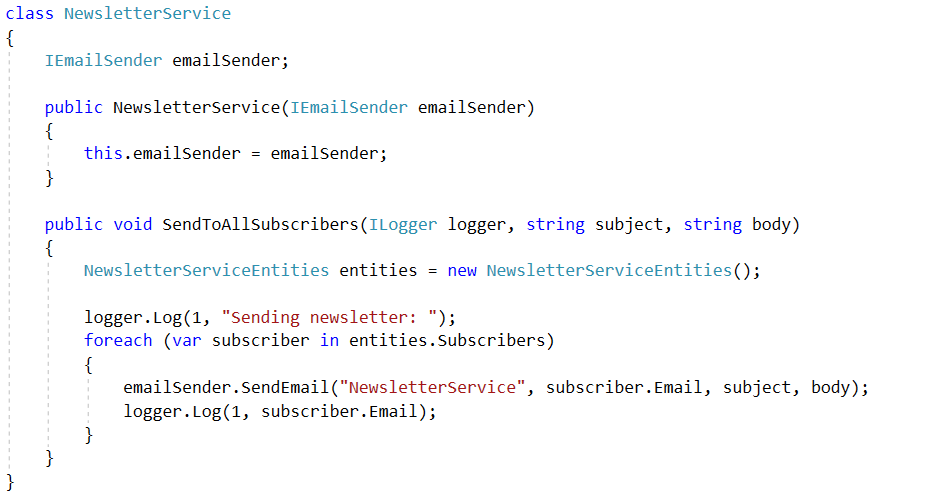 class NewsletterService
{
    IEmailSender emailSender;

    public NewsletterService(IEmailSender emailSender)
    {
        this.emailSender = emailSender;
    }

    public void SendToAllSubscribers(ILogger logger, string subject, string body)
    {
        NewsletterServiceEntities entities = new NewsletterServiceEntities();

        logger.Log(1, "Sending newsletter: ");
        foreach (var subscriber in entities.Subscribers)
        {
            emailSender.SendEmail("NewsletterService", subscriber.Email, subject, body);
            logger.Log(1, subscriber.Email);
        }
    }
}